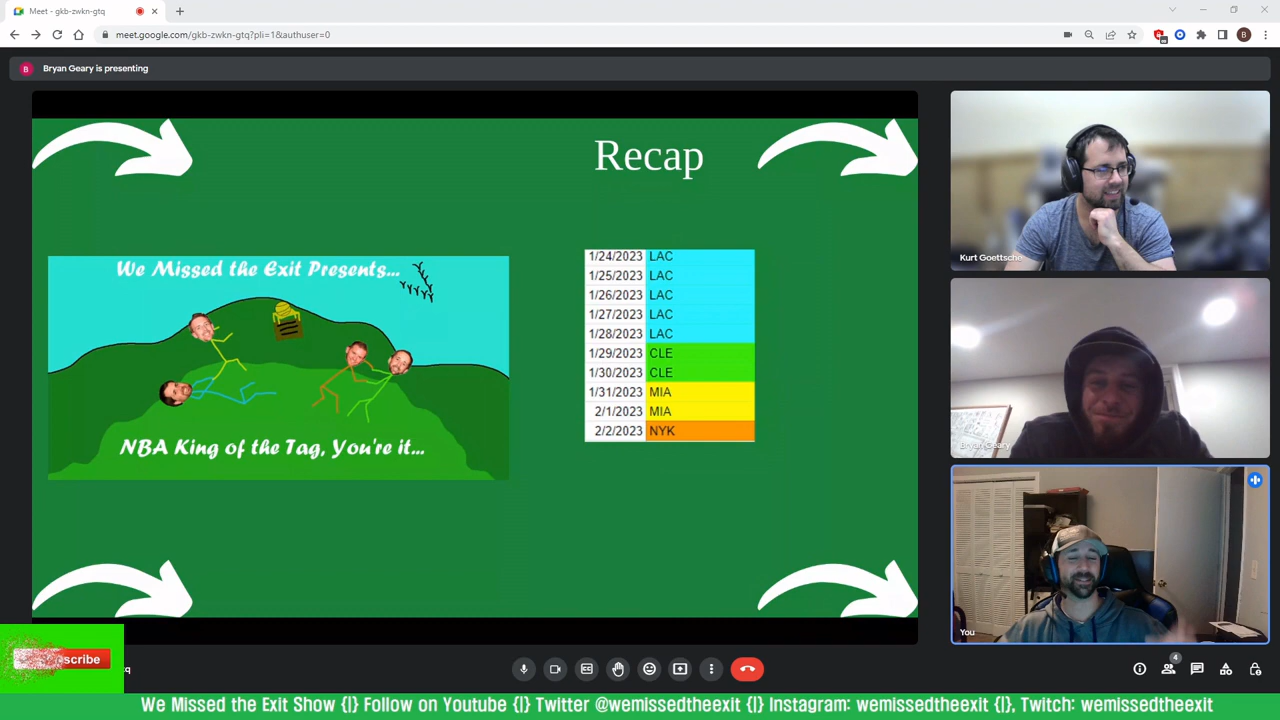 Meet - gkb-zwkn-gtq
meet.google.com/gkb-zwkn-gtq?pli=1&authuser=0
B
B
Bryan Geary is presenting
Recap
We Missed the Exit Presents...
NBA King of the Tag, You're it...
1/24/2023 LAC
1/25/2023 LAC
1/26/2023 LAC
1/27/2023 LAC
1/28/2023 LAC
1/29/2023 CLE
1/30/2023 CLE
1/31/2023 MIA
2/1/2023 MIA
2/2/2023 NYK
Kurt Goettsche
Bryan Geary
You
4
We Missed the Exit Show {|} Follow on Youtube {|} Twitter @wemissedtheexit {|} Instagram: wemissedtheexit {|}, Twitch: wemissedtheexit